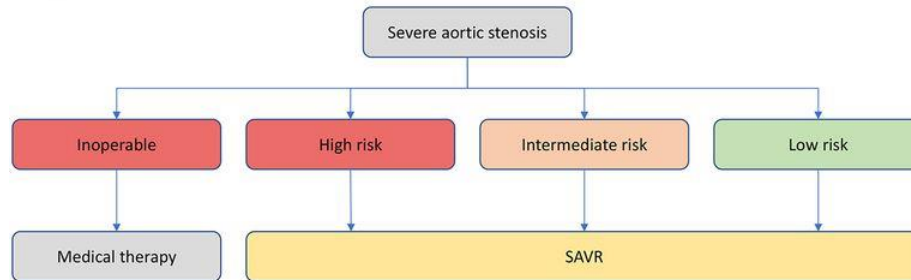 Severe aortic stenosis
Inoperable
High risk
Intermediate risk
Low risk
Medical therapy
SAVR